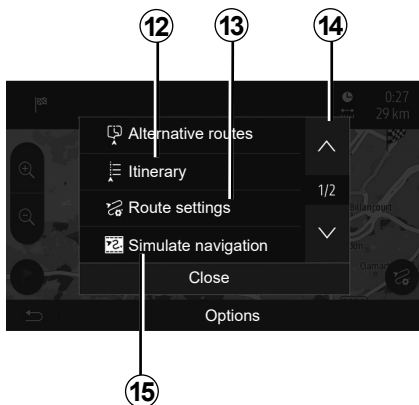 12 13 14
0:27
29 km
Alternative routes
Itinerary
1/2
Billancourt
Route settings
Simulate navigation
Close
Options
15